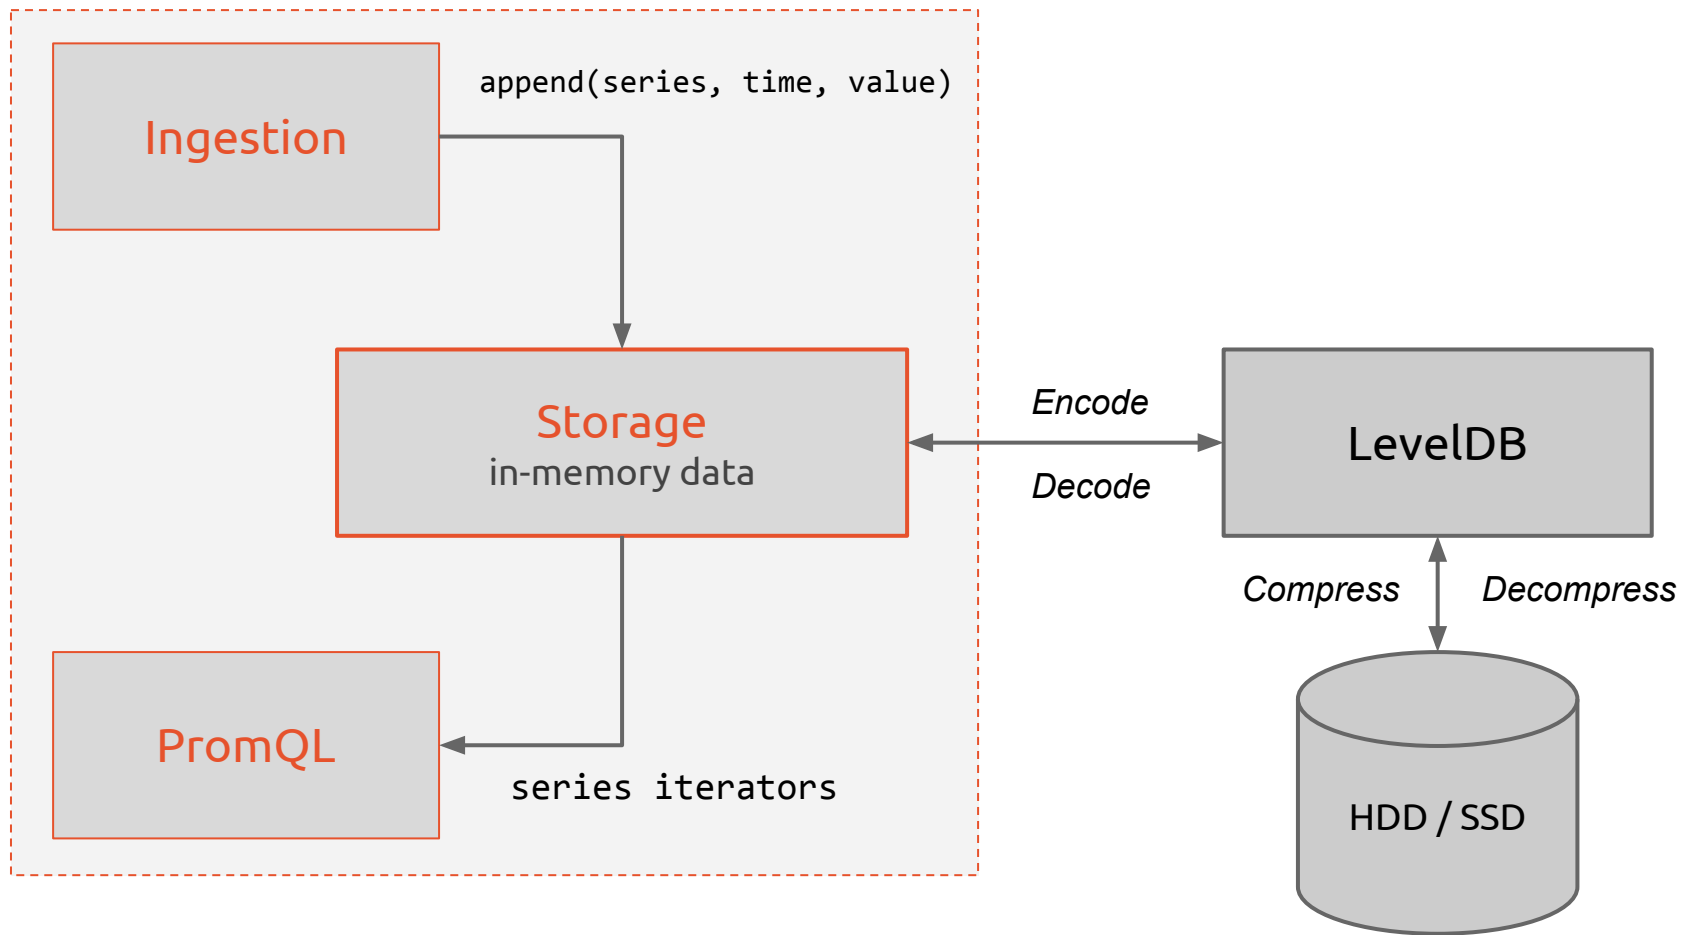 Ingestion
append(series, time, value)
Storage
in-memory data
Encode
Decode
LevelDB
Compress
Decompress
PromQL
series iterators
HDD / SSD